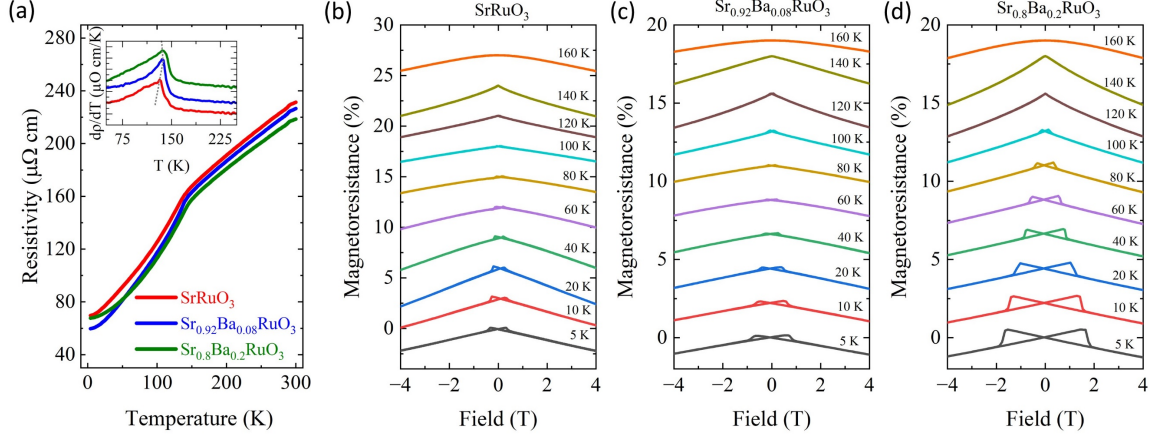 (a)
280
240
200
160
120
80
40
Resistivity (μΩ cm)
dρ/dT (μO cm/K)
75
150
225
T (K)
SrRuO3
Sr0.92Ba0.08RuO3
Sr0.8Ba0.2RuO3
0
100
200
300
Temperature (K)
(b)
SrRuO3
30
25
20
15
10
5
0
Magnetoresistance (%)
160 K
140 K
120 K
100 K
80 K
60 K
40 K
20 K
10 K
5 K
−4
−2
0
2
4
Field (T)
(c)
Sr0.92Ba0.08RuO3
20
15
10
5
0
Magnetoresistance (%)
160 K
140 K
120 K
100 K
80 K
60 K
40 K
20 K
10 K
5 K
−4
−2
0
2
4
Field (T)
(d)
Sr0.8Ba0.2RuO3
20
15
10
5
0
Magnetoresistance (%)
160 K
140 K
120 K
100 K
80 K
60 K
40 K
20 K
10 K
5 K
−4
−2
0
2
4
Field (T)